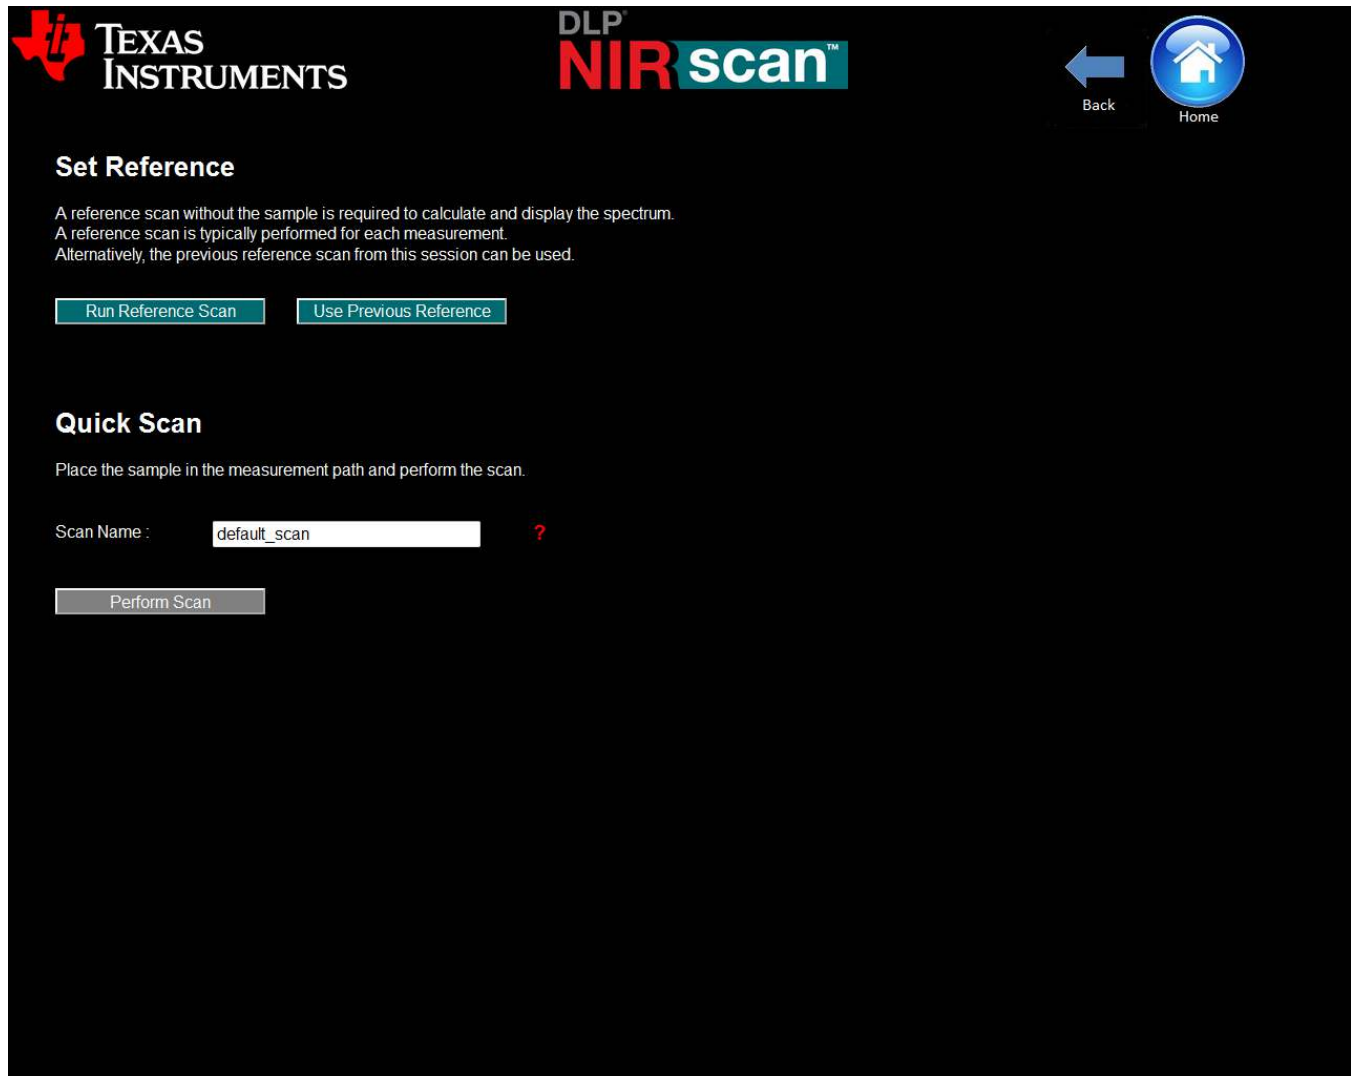 TEXAS
INSTRUMENTS
DLP®
NIRscan™
Back
Home
Set Reference
A reference scan without the sample is required to calculate and display the spectrum.
A reference scan is typically performed for each measurement.
Alternatively, the previous reference scan from this session can be used.
Run Reference Scan
Use Previous Reference
Quick Scan
Place the sample in the measurement path and perform the scan.
Scan Name : default_scan ?
Perform Scan